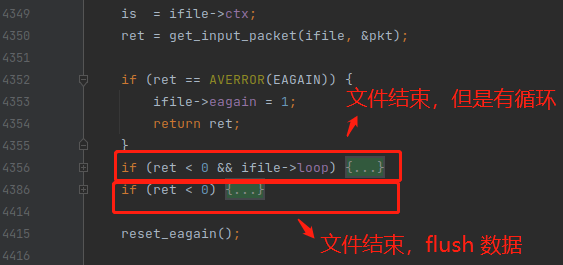 4349 is  = ifile->ctx;
4350 ret = get_input_packet(ifile, &pkt);
4351
4352 if (ret == AVERROR(EAGAIN)) {
4353 ifile->eagain = 1;
文件结束，但是有循环
4354 return ret;
4355 }
4356 if (ret < 0 && ifile->loop) {...}
4386 if (ret < 0) {...}
4414
4415 reset_eagain();
文件结束，flush 数据
4416